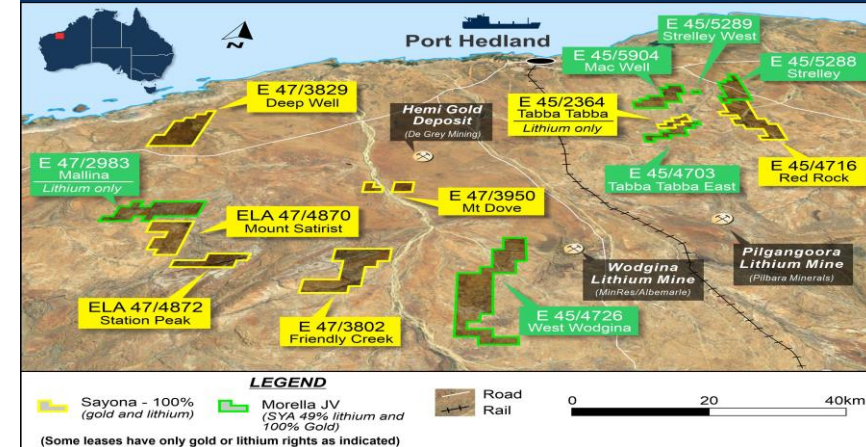 N
Port Hedland
E 45/5289
Strelley West
E 45/5904
Mac Well
E 45/5288
Strelley
E 47/3829
Deep Well
Hemi Gold
Deposit
(De Grey Mining)
E 45/2364
Tabba Tabba
Lithium only
E 47/2983
Mallina
Lithium only
E 45/4703
Tabba Tabba East
E 45/4716
Red Rock
E 47/3950
Mt Dove
ELA 47/4870
Mount Satirist
Pilgangoora
Lithium Mine
(Pilbara Minerals)
Wodgina
Lithium Mine
(MinRes/Albemarle)
ELA 47/4872
Station Peak
E 47/3802
Friendly Creek
E 45/4726
West Wodgina
LEGEND
Sayona - 100%
(gold and lithium)
Morella JV
(SYA 49% lithium and
100% Gold)
Road
Rail
0 20 40km
(Some leases have only gold or lithium rights as indicated)